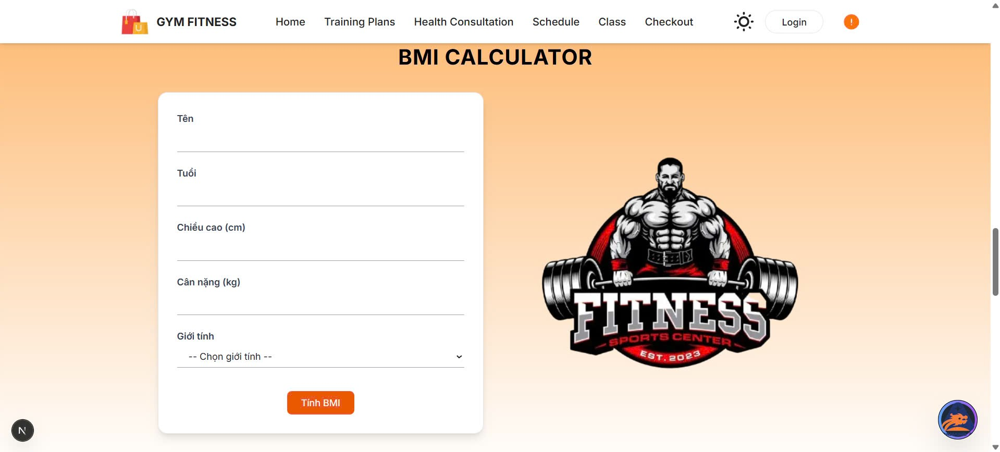 GYM FITNESS
Home
Training Plans
Health Consultation
Schedule
Class
Checkout
Login
BMI CALCULATOR
Tên
Tuổi
Chiều cao (cm)
Cân nặng (kg)
Giới tính
-- Chọn giới tính --
Tính BMI
FITNESS
SPORTS CENTER
EST. 2023
N